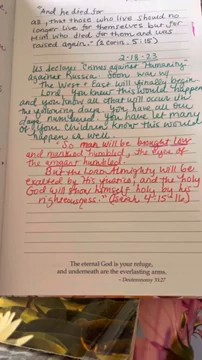 "And he died for
all, that those who live should no
longer live for themselves but for
Him who died for them and was
raised again." (2 Corin. 5:15)
2-18-23
US declares "Crimes against Humanity"
against Russia. Soon WW
"The West & East will finally begin
Lord. You knew this would happen
and you know all other will occur in
the following days. You have our
days numbered. You have let many
of your children know this would
happen as well.
"So man will be brought low
and mankind humbled, the eyes of
the arrogant humbled.
But the Lord Almighty will be
exalted by His justice, and the holy
God will show himself holy by his
righteousness." (Isaiah 5:15-16)
The eternal God is your refuge,
and underneath are the everlasting arms.
– Deuteronomy 33:27